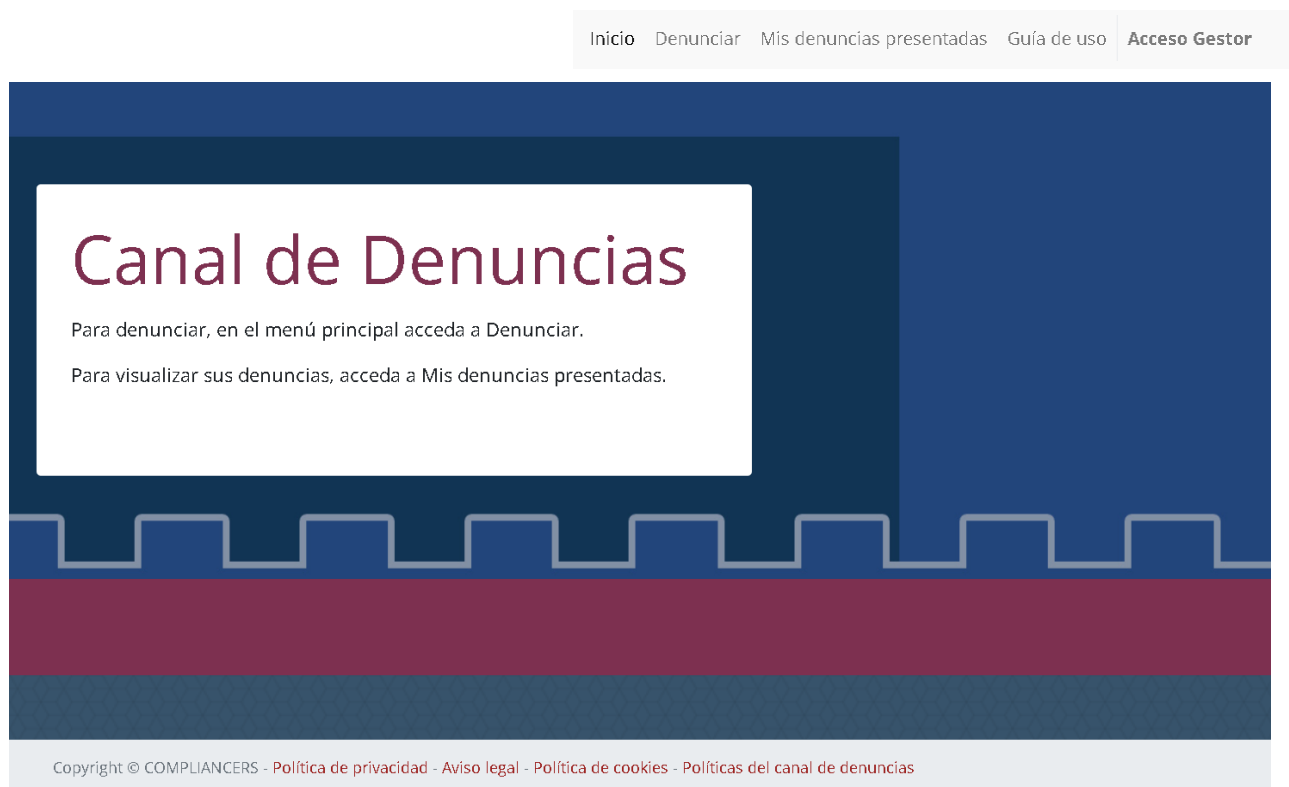 Inicio Denunciar Mis denuncias presentadas Guía de uso Acceso Gestor
Canal de Denuncias
Para denunciar, en el menú principal acceda a Denunciar.
Para visualizar sus denuncias, acceda a Mis denuncias presentadas.
Copyright © COMPLIANCERS - Política de privacidad - Aviso legal - Política de cookies - Políticas del canal de denuncias